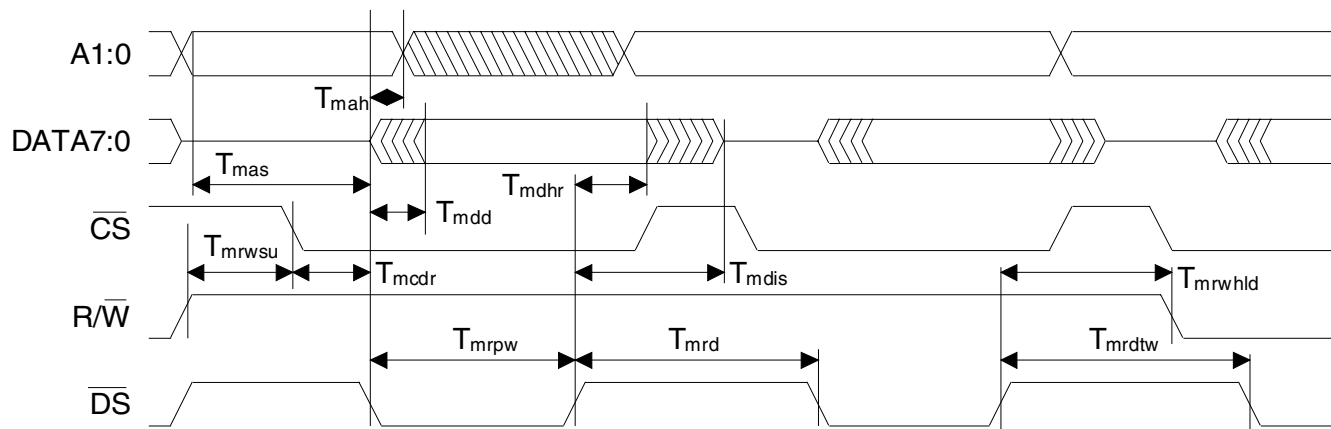 A1:0
Tmah
DATA7:0
Tmas
Tmdhr
Tmdd
CS
Tmrwsu
Tmcdr
Tmdis
Tmrwhld
R/W
Tmrpw
Tmrd
Tmrdtw
DS